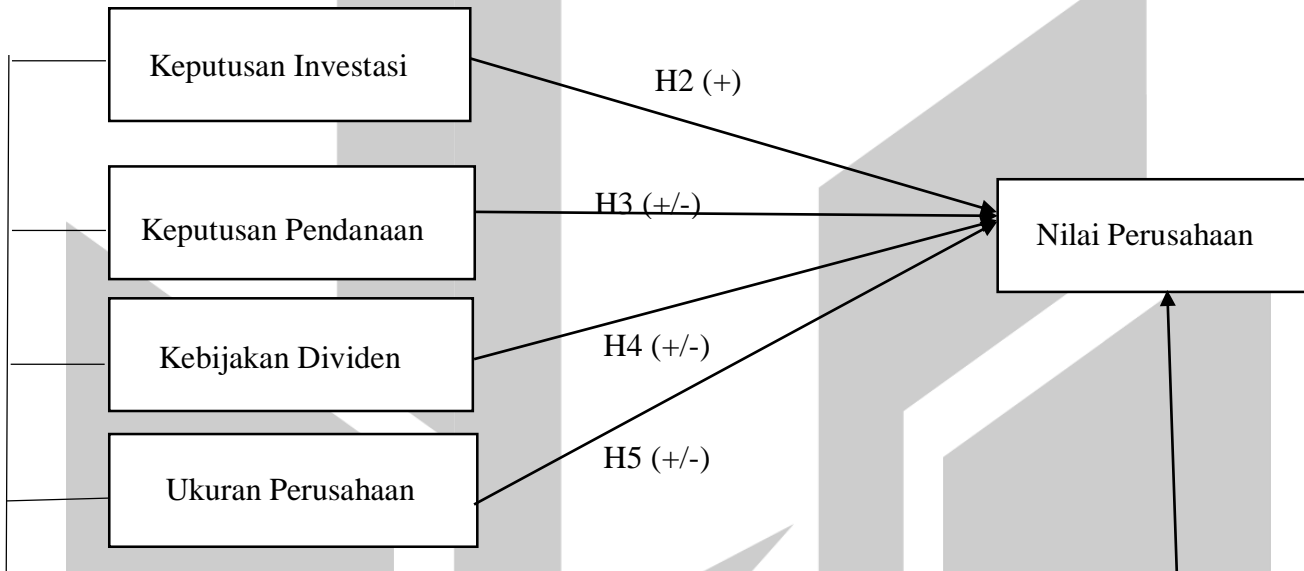 Keputusan Investasi
H2 (+)
Keputusan Pendanaan
H3 (+/-)
Nilai Perusahaan
Kebijakan Dividen
H4 (+/-)
Ukuran Perusahaan
H5 (+/-)